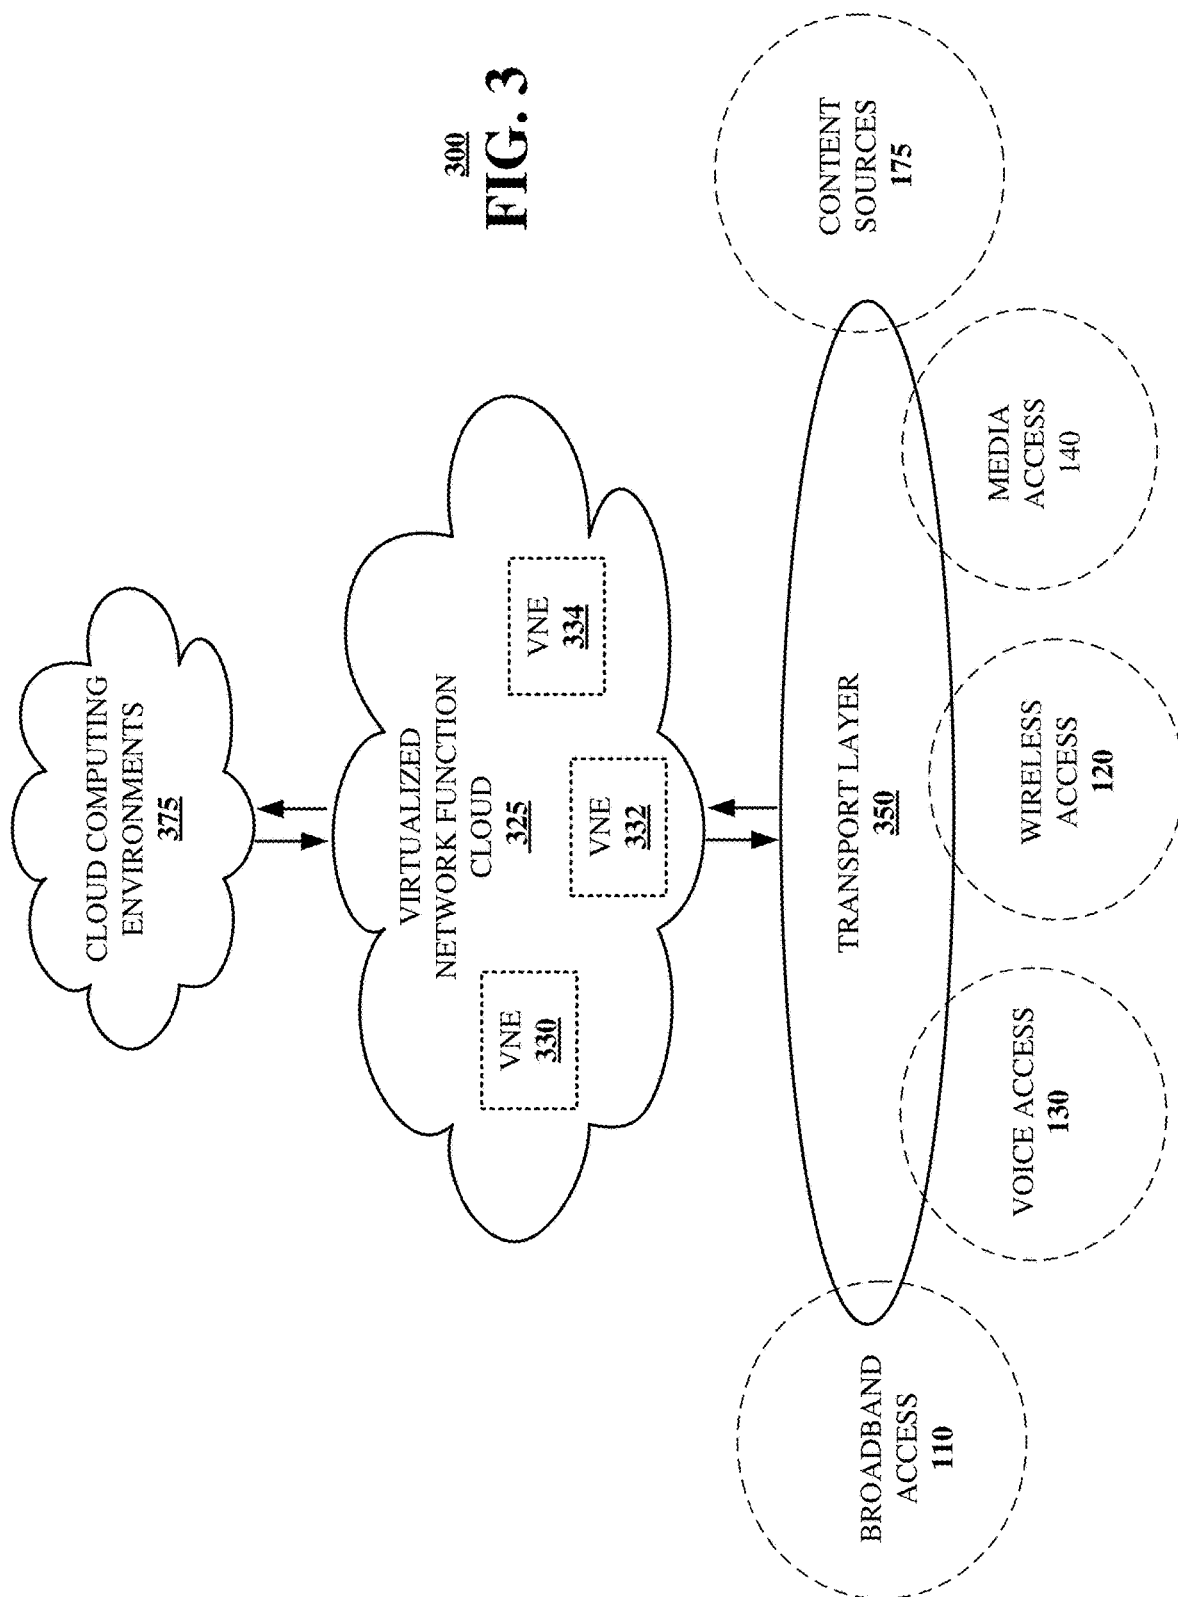 CLOUD COMPUTING
ENVIRONMENTS
375
VIRTUALIZED
NETWORK FUNCTION
CLOUD
325
VNE
330
VNE
332
VNE
334
TRANSPORT LAYER
350
BROADBAND
ACCESS
110
VOICE ACCESS
130
WIRELESS
ACCESS
120
MEDIA
ACCESS
140
CONTENT
SOURCES
175
300
FIG. 3